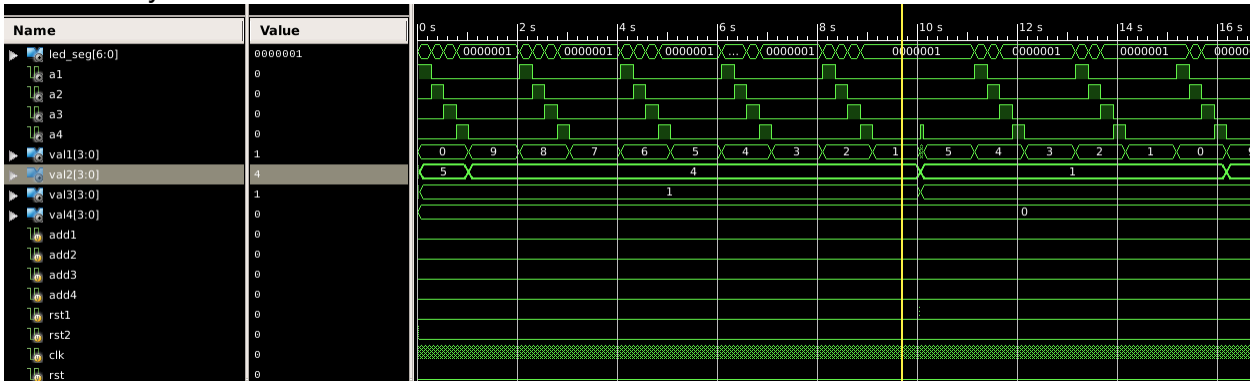 Name Value 0 s 2 s 4 s 6 s 8 s 10 s 12 s 14 s 16 s
led_seg[6:0] 0000001 0000001 0000001 0000001 ... 0000001 0000001 0000001 0000001
a1 0
a2 0
a3 0
a4 0
val1[3:0] 1 0 9 8 7 6 5 4 3 2 1 5 4 3 2 1 0
val2[3:0] 4 5 4 1
val3[3:0] 1 1
val4[3:0] 0 0
add1 0
add2 0
add3 0
add4 0
rst1 0
rst2 0
clk 0
rst 0